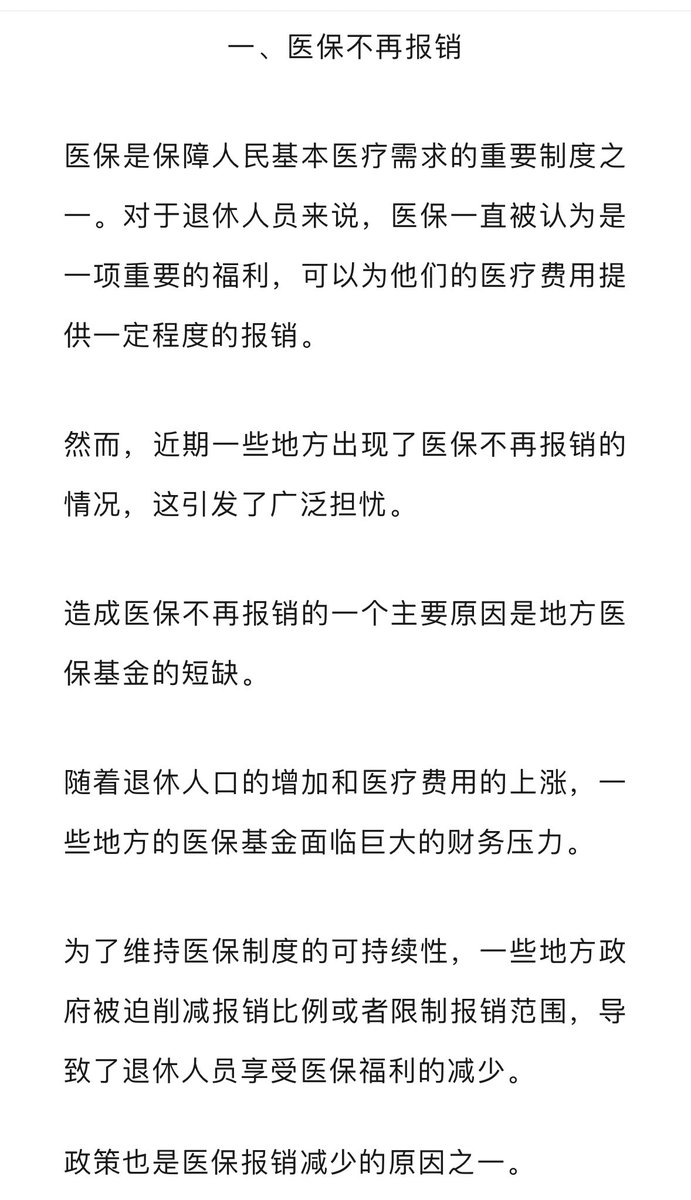 一、医保不再报销
医保是保障人民基本医疗需求的重要制度之
一。对于退休人员来说，医保一直被认为是
一项重要的福利，可以为他们的医疗费用提
供一定程度的报销。
然而，近期一些地方出现了医保不再报销的
情况，这引发了广泛担忧。
造成医保不再报销的一个主要原因是地方医
保基金的短缺。
随着退休人口的增加和医疗费用的上涨，一
些地方的医保基金面临巨大的财务压力。
为了维持医保制度的可持续性，一些地方政
府被迫削减报销比例或者限制报销范围，导
致了退休人员享受医保福利的减少。
政策也是医保报销减少的原因之一。